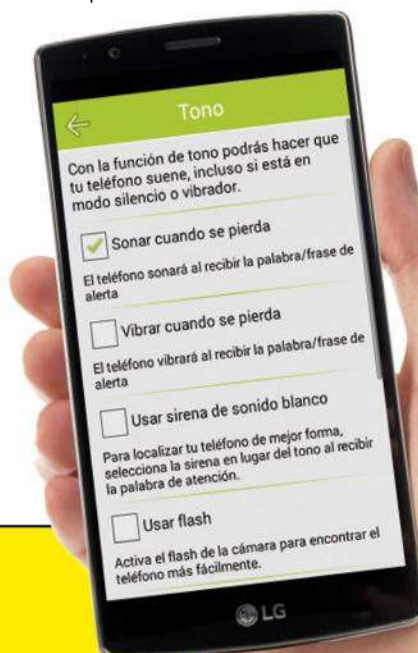 Tono
Con la función de tono podrás hacer que
tu teléfono suene, incluso si está en
modo silencio o vibrador.
Sonar cuando se pierda
El teléfono sonará al recibir la palabra/frase de
alerta
Vibrar cuando se pierda
El teléfono vibrará al recibir la palabra/frase de
alerta
Usar sirena de sonido blanco
Para localizar tu teléfono de mejor forma,
selecciona la sirena en lugar del tono al recibir
la palabra de atención.
Usar flash
Activa el flash de la cámara para encontrar el
teléfono más fácilmente.
LG